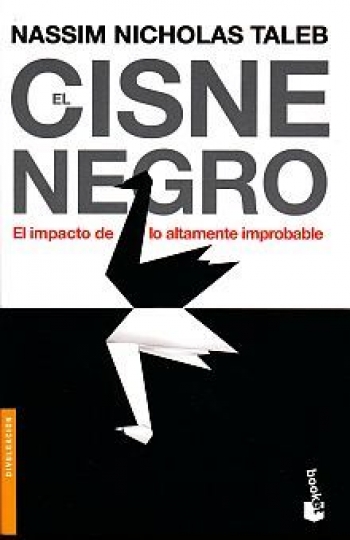 NASSIM NICHOLAS TALEB
EL
CISNE
NEGRO
El impacto de lo altamente improbable
DIVULGACIÓN
booket